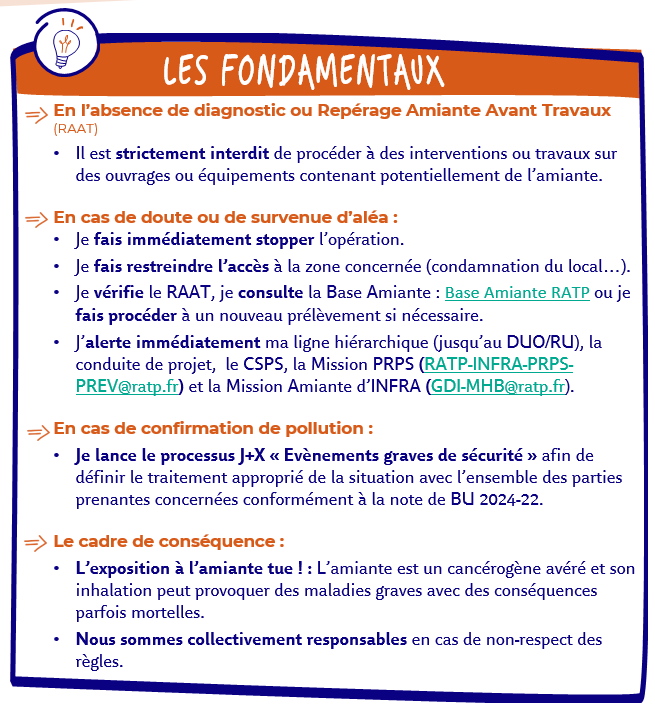 LES FONDAMENTAUX
⇒ En l'absence de diagnostic ou Repérage Amiante Avant Travaux
(RAAT)
• Il est strictement interdit de procéder à des interventions ou travaux sur
des ouvrages ou équipements contenant potentiellement de l'amiante.
⇒ En cas de doute ou de survenue d'aléa :
• Je fais immédiatement stopper l'opération.
• Je fais restreindre l'accès à la zone concernée (condamnation du local…).
• Je vérifie le RAAT, je consulte la Base Amiante : Base Amiante RATP ou je
fais procéder à un nouveau prélèvement si nécessaire.
• J'alerte immédiatement ma ligne hiérarchique (jusqu'au DUO/RU), la
conduite de projet, le CSPS, la Mission PRPS (RATP-INFRA-PRPS-
PREV@ratp.fr) et la Mission Amiante d'INFRA (GDI-MHB@ratp.fr).
⇒ En cas de confirmation de pollution :
• Je lance le processus J+X « Evènements graves de sécurité » afin de
définir le traitement approprié de la situation avec l'ensemble des parties
prenantes concernées conformément à la note de BU 2024-22.
⇒ Le cadre de conséquence :
• L'exposition à l'amiante tue ! : L'amiante est un cancérogène avéré et son
inhalation peut provoquer des maladies graves avec des conséquences
parfois mortelles.
• Nous sommes collectivement responsables en cas de non-respect des
règles.